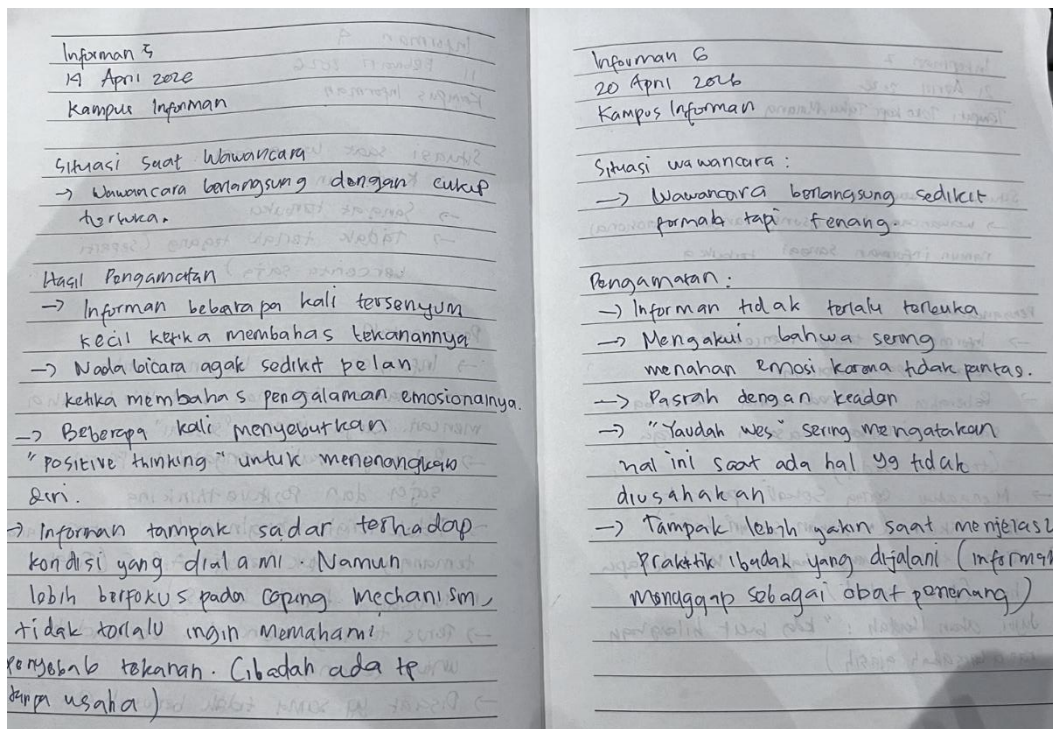 Informan 5
19 April 2026
Kampus Informan
Situasi saat Wawancara
→ Wawancara berlangsung dengan cukup
terbuka.
Hasil Pengamatan
→ Informan bebarapa kali tersenyum
kecil ketika membahas tekanannya
→ Nada bicara agak sedikit pelan
ketika membahas pengalaman emosionalnya.
→ Beberapa kali menyebutkan
"positive thinking" untuk menenangkan
diri.
→ Informan tampak sadar terhadap
kondisi yang dialami. Namun
lebih berfokus pada coping mechanism,
tidak terlalu ingin memahami
penyebab tekanan. (ibadah ada tp
tanpa usaha)
Informan 6
20 April 2026
Kampus Informan
Situasi wawancara :
→ Wawancara berlangsung sedikit
formal tapi tenang.
Pengamatan :
→ Informan tidak terlalu terbuka
→ Mengakui bahwa sering
menahan emosi karena tidak pantas.
→ Pasrah dengan keadan
→ "Yaudah wes" sering mengatakan
hal ini saat ada hal yg tidak
diusahakan
→ Tampak lebih yakin saat menjelas
praktik ibadah yang dijalani (informan
menaggap sebagai obat penenang)